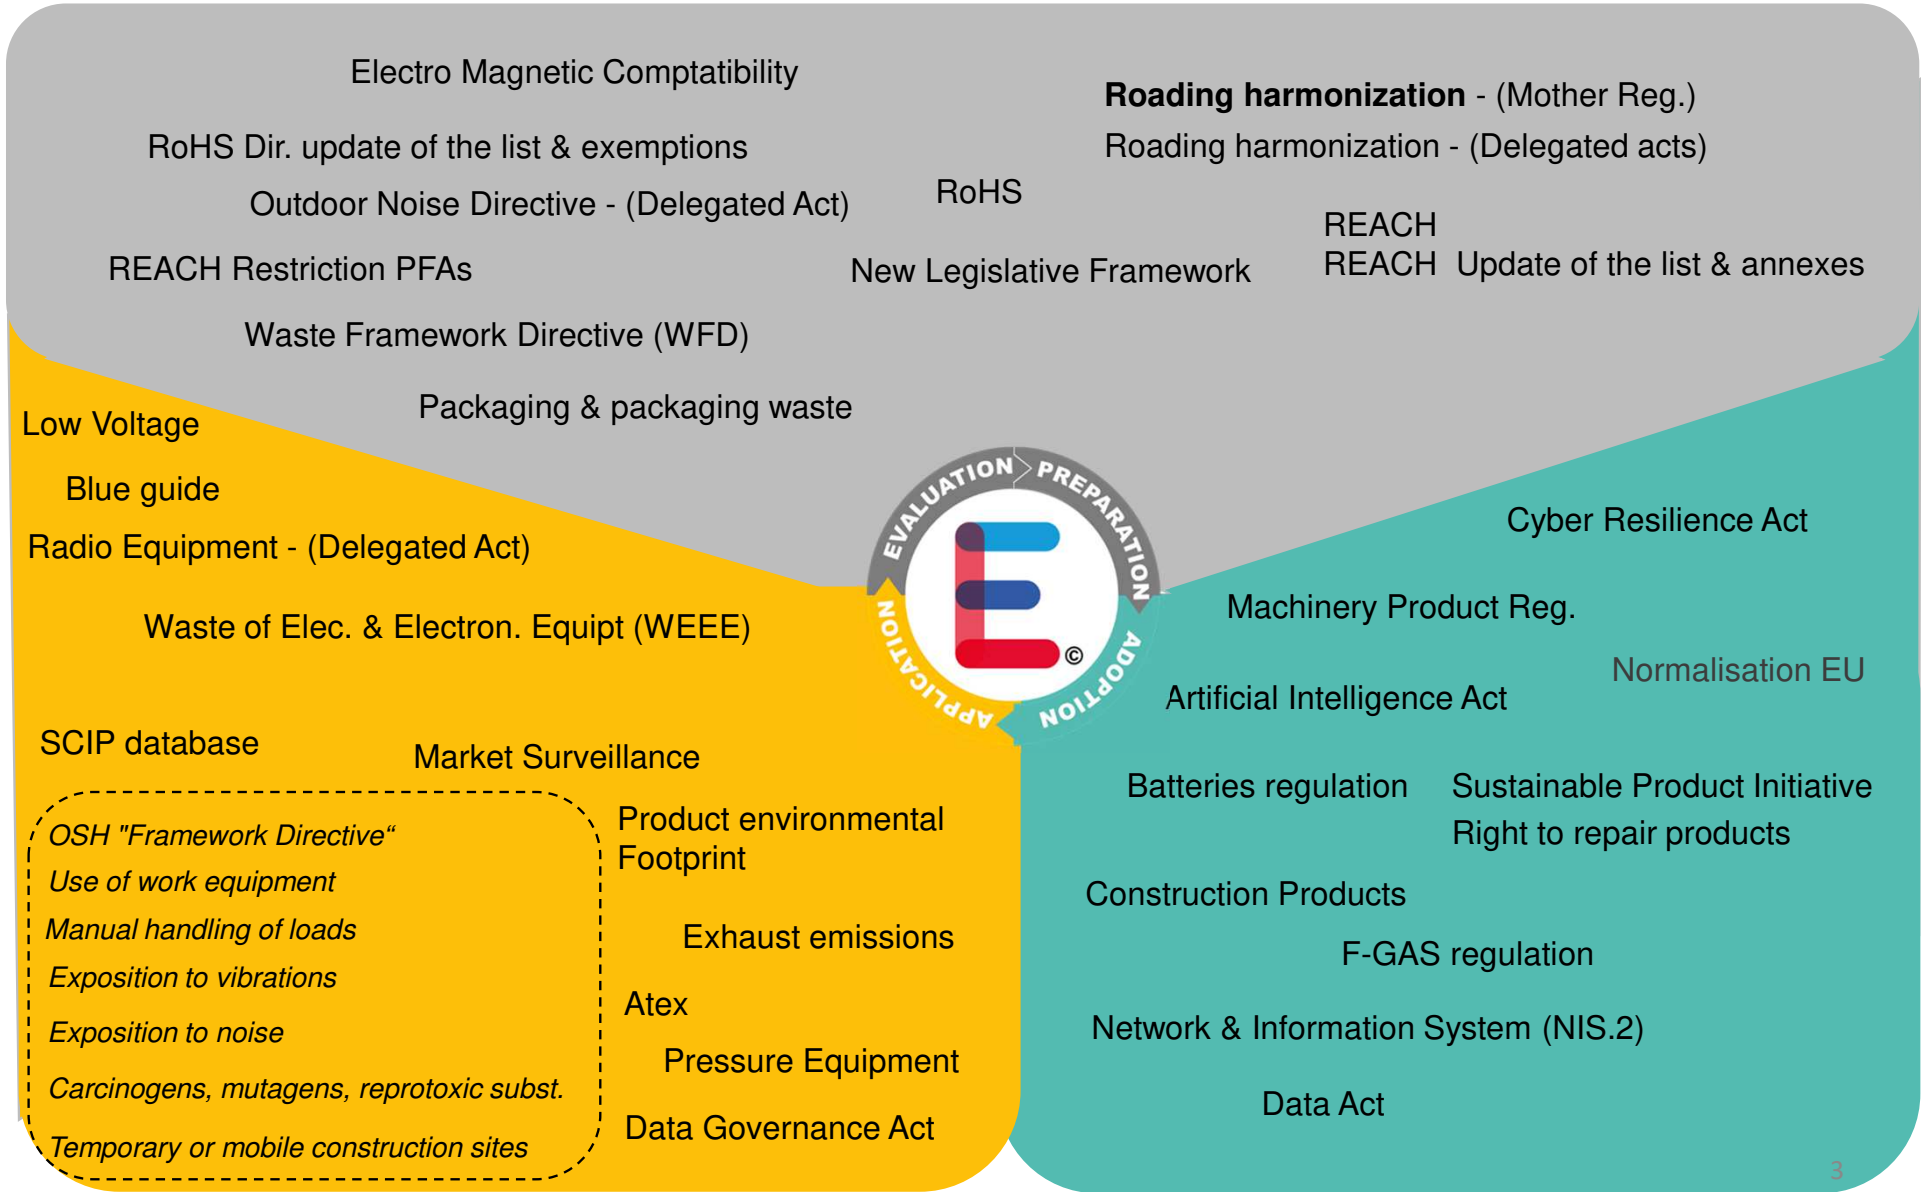 Electro Magnetic Comptatibility
Roading harmonization - (Mother Reg.)
RoHS Dir. update of the list & exemptions
Roading harmonization - (Delegated acts)
Outdoor Noise Directive - (Delegated Act)
RoHS
REACH
REACH Restriction PFAs
New Legislative Framework
REACH Update of the list & annexes
Waste Framework Directive (WFD)
Packaging & packaging waste
Low Voltage
Blue guide
Radio Equipment - (Delegated Act)
Waste of Elec. & Electron. Equipt (WEEE)
SCIP database
Market Surveillance
OSH "Framework Directive“
Use of work equipment
Manual handling of loads
Exposition to vibrations
Exposition to noise
Carcinogens, mutagens, reprotoxic subst.
Temporary or mobile construction sites
Product environmental
Footprint
Exhaust emissions
Atex
Pressure Equipment
Data Governance Act
EVALUATION
PREPARATION
ADOPTION
APPLICATION
E
©
Cyber Resilience Act
Machinery Product Reg.
Normalisation EU
Artificial Intelligence Act
Batteries regulation
Sustainable Product Initiative
Right to repair products
Construction Products
F-GAS regulation
Network & Information System (NIS.2)
Data Act
3